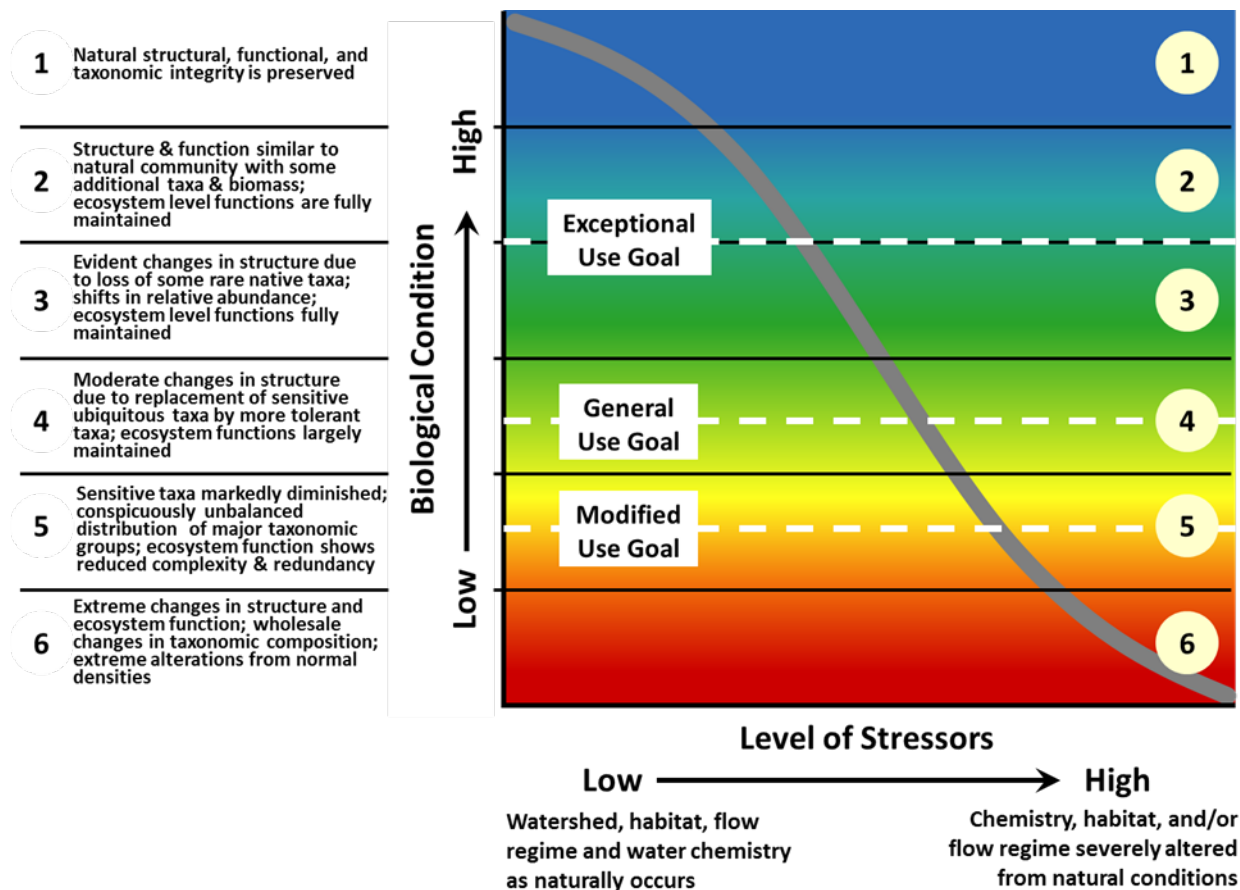 1
Natural structural, functional, and
taxonomic integrity is preserved
2
Structure & function similar to
natural community with some
additional taxa & biomass;
ecosystem level functions are fully
maintained
3
Evident changes in structure due
to loss of some rare native taxa;
shifts in relative abundance;
ecosystem level functions fully
maintained
4
Moderate changes in structure
due to replacement of sensitive
ubiquitous taxa by more tolerant
taxa; ecosystem functions largely
maintained
5
Sensitive taxa markedly diminished;
conspicuously unbalanced
distribution of major taxonomic
groups; ecosystem function shows
reduced complexity & redundancy
6
Extreme changes in structure and
ecosystem function; wholesale
changes in taxonomic composition;
extreme alterations from normal
densities
Biological Condition
High
Low
Exceptional
Use Goal
General
Use Goal
Modified
Use Goal
1
2
3
4
5
6
Level of Stressors
Low
High
Watershed, habitat, flow
regime and water chemistry
as naturally occurs
Chemistry, habitat, and/or
flow regime severely altered
from natural conditions